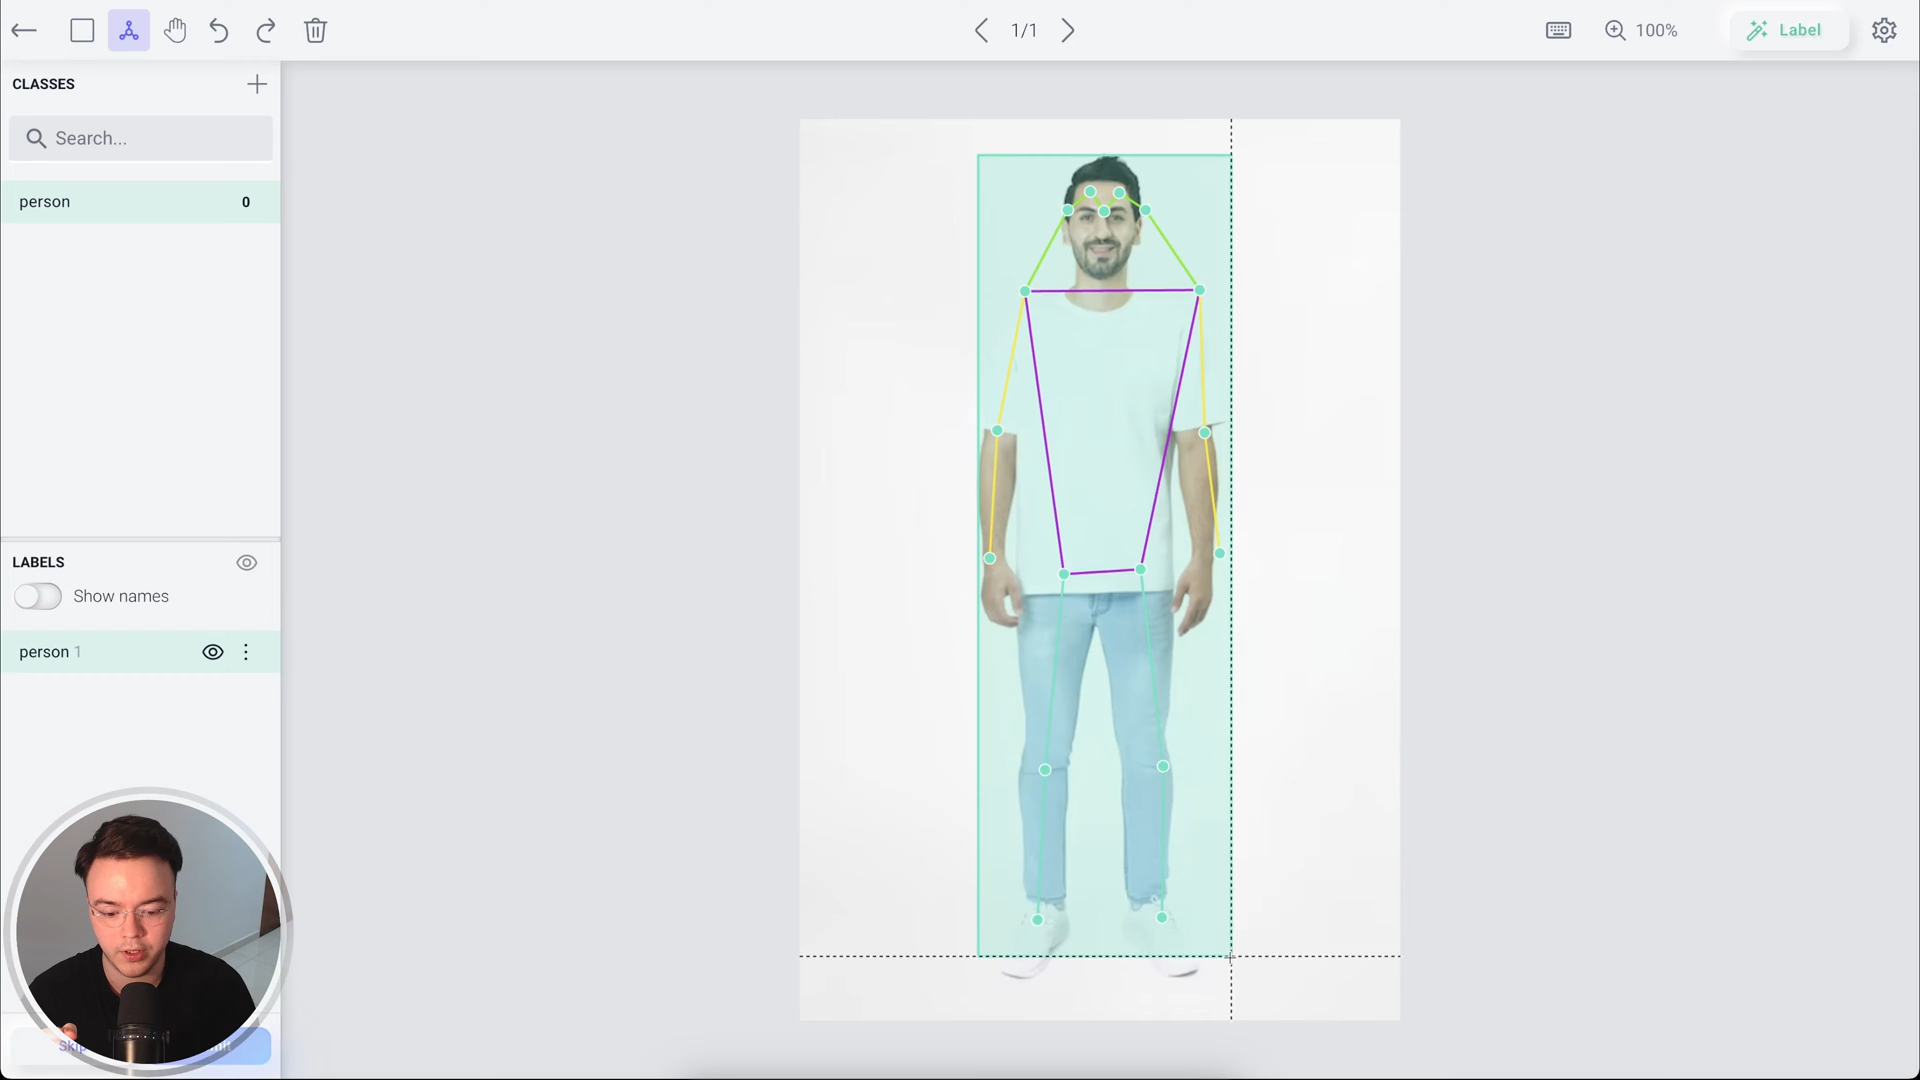 1/1
100%
Label
CLASSES
Search...
person 0
LABELS
Show names
person 1